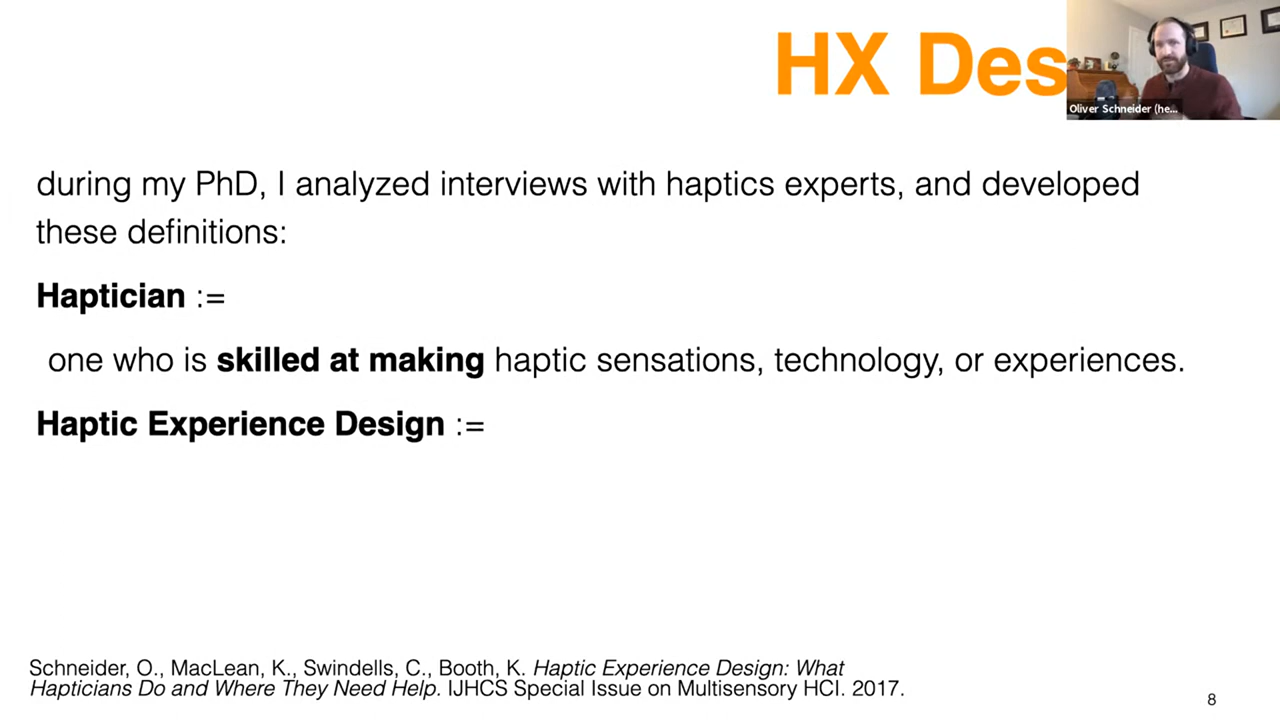 HX Des
Oliver Schneider (he...
during my PhD, I analyzed interviews with haptics experts, and developed
these definitions:
Haptician :=
one who is skilled at making haptic sensations, technology, or experiences.
Haptic Experience Design :=
Schneider, O., MacLean, K., Swindells, C., Booth, K. Haptic Experience Design: What
Hapticians Do and Where They Need Help. IJHCS Special Issue on Multisensory HCI. 2017.
8